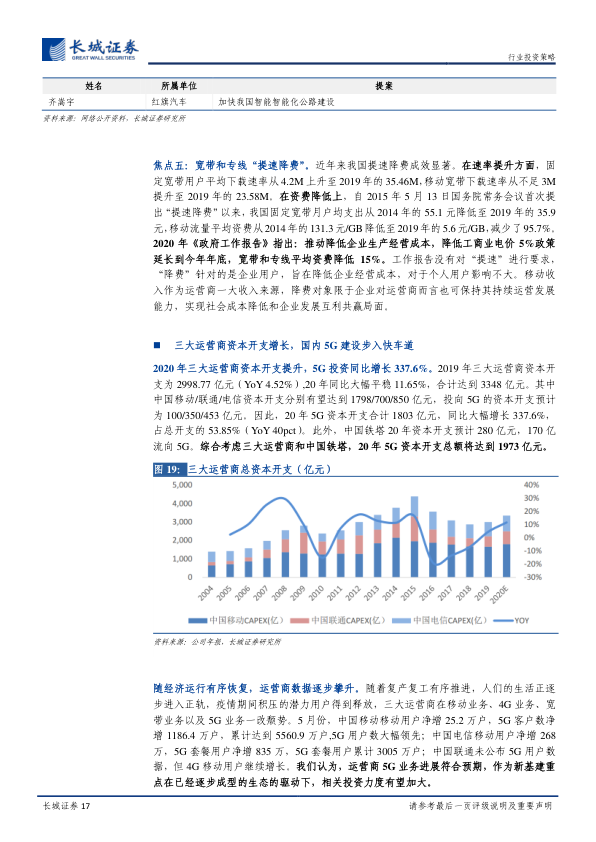 长城证券
GREAT WALL SECURITIES
行业投资策略
姓名 所属单位 提案
齐嵩宇 红旗汽车 加快我国智能智能化公路建设
资料来源：网络公开资料，长城证券研究所
焦点五：宽带和专线“提速降费”。近年来我国提速降费成效显著。在速率提升方面，固
定宽带用户平均下载速率从 4.2M 上升至 2019 年的 35.46M，移动宽带下载速率从不足 3M
提升至 2019 年的 23.58M。在资费降低上，自 2015 年 5 月 13 日国务院常务会议首次提
出“提速降费”以来，我国固定宽带月户均支出从 2014 年的 55.1 元降低至 2019 年的 35.9
元，移动流量平均资费从 2014 年的 131.3 元/GB 降低至 2019 年的 5.6 元/GB，减少了 95.7%。
2020 年《政府工作报告》指出：推动降低企业生产经营成本，降低工商业电价 5%政策
延长到今年年底，宽带和专线平均资费降低 15%。工作报告没有对“提速”进行要求，
“降费”针对的是企业用户，旨在降低企业经营成本，对于个人用户影响不大。移动收
入作为运营商一大收入来源，降费对象限于企业对运营商而言也可保持其持续运营发展
能力，实现社会成本降低和企业发展互利共赢局面。
■ 三大运营商资本开支增长，国内 5G 建设步入快车道
2020 年三大运营商资本开支提升，5G 投资同比增长 337.6%。2019 年三大运营商资本开
支为 2998.77 亿元（YoY 4.52%）,20 年同比大幅平稳 11.65%，合计达到 3348 亿元。其中
中国移动/联通/电信资本开支分别有望达到 1798/700/850 亿元，投向 5G 的资本开支预计
为 100/350/453 亿元。因此，20 年 5G 资本开支合计 1803 亿元，同比大幅增长 337.6%，
占总开支的 53.85%（YoY 40pct）。此外，中国铁塔 20 年资本开支预计 280 亿元，170 亿
流向 5G。综合考虑三大运营商和中国铁塔，20 年 5G 资本开支总额将达到 1973 亿元。
图 19：三大运营商总资本开支（亿元）
5,000 40%
4,000 30%
3,000 20%
2,000 10%
1,000 0%
0 -10%
-20%
-30%
2004 2005 2006 2007 2008 2009 2010 2011 2012 2013 2014 2015 2016 2017 2018 2019 2020E
中国移动CAPEX(亿） 中国联通CAPEX(亿） 中国电信CAPEX(亿） YOY
资料来源：公司年报，长城证券研究所
随经济运行有序恢复，运营商数据逐步攀升。随着复产复工有序推进，人们的生活正逐
步进入正轨，疫情期间积压的潜力用户得到释放，三大运营商在移动业务、4G 业务、宽
带业务以及 5G 业务一改颓势。5 月份，中国移动移动用户净增 25.2 万户，5G 客户数净
增 1186.4 万户，累计达到 5560.9 万户,5G 用户数大幅领先；中国电信移动用户净增 268
万，5G 套餐用户净增 835 万、5G 套餐用户累计 3005 万户；中国联通未公布 5G 用户数
据，但 4G 移动用户继续增长。我们认为，运营商 5G 业务进展符合预期，作为新基建重
点在已经逐步成型的生态的驱动下，相关投资力度有望加大。
长城证券 17 请参考最后一页评级说明及重要声明